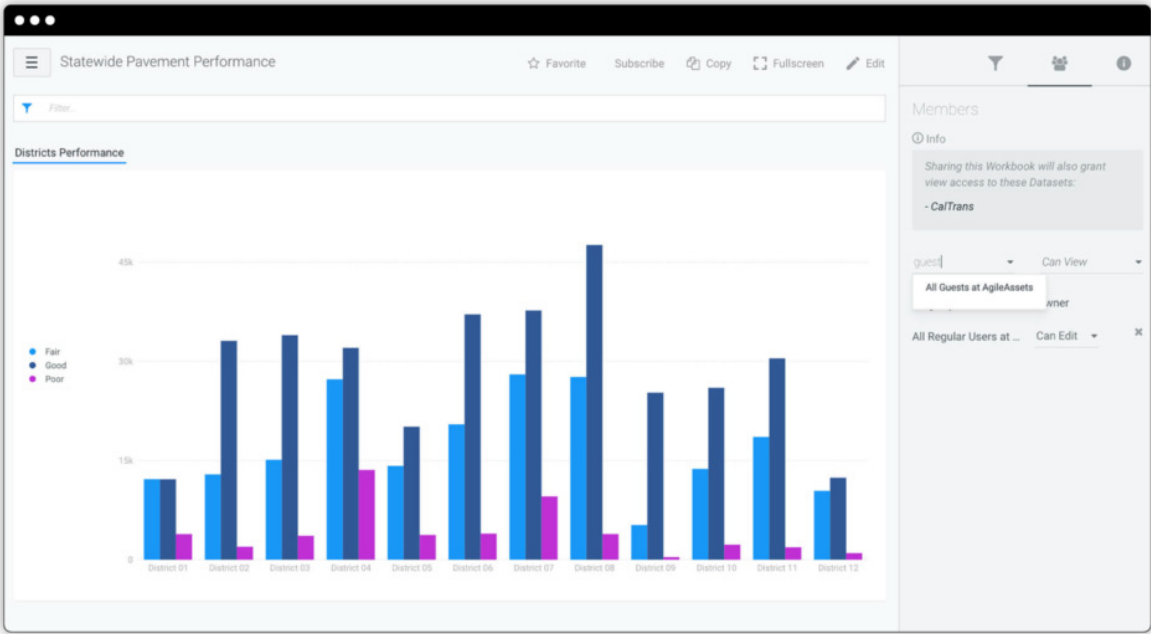 Statewide Pavement Performance
Favorite
Subscribe
Copy
Fullscreen
Edit
Filter...
Districts Performance
45k
30k
15k
0
Fair
Good
Poor
District 01
District 02
District 03
District 04
District 05
District 06
District 07
District 08
District 09
District 10
District 11
District 12
Members
Info
Sharing this Workbook will also grant
view access to these Datasets:
- CalTrans
guest
Can View
All Guests at AgileAssets
wner
All Regular Users at ...
Can Edit